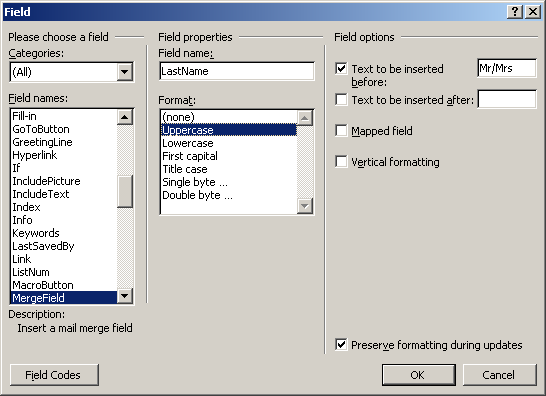 Field
Please choose a field
Categories:
(All)
Field names:
Fill-in
GoToButton
GreetingLine
Hyperlink
If
IncludePicture
IncludeText
Index
Info
Keywords
LastSavedBy
Link
ListNum
MacroButton
MergeField
Description:
Insert a mail merge field
Field properties
Field name:
LastName
Format:
(none)
Uppercase
Lowercase
First capital
Title case
Single byte ...
Double byte ...
Field options
Text to be inserted
before:
Mr/Mrs
Text to be inserted after:
Mapped field
Vertical formatting
Preserve formatting during updates
Field Codes
OK
Cancel